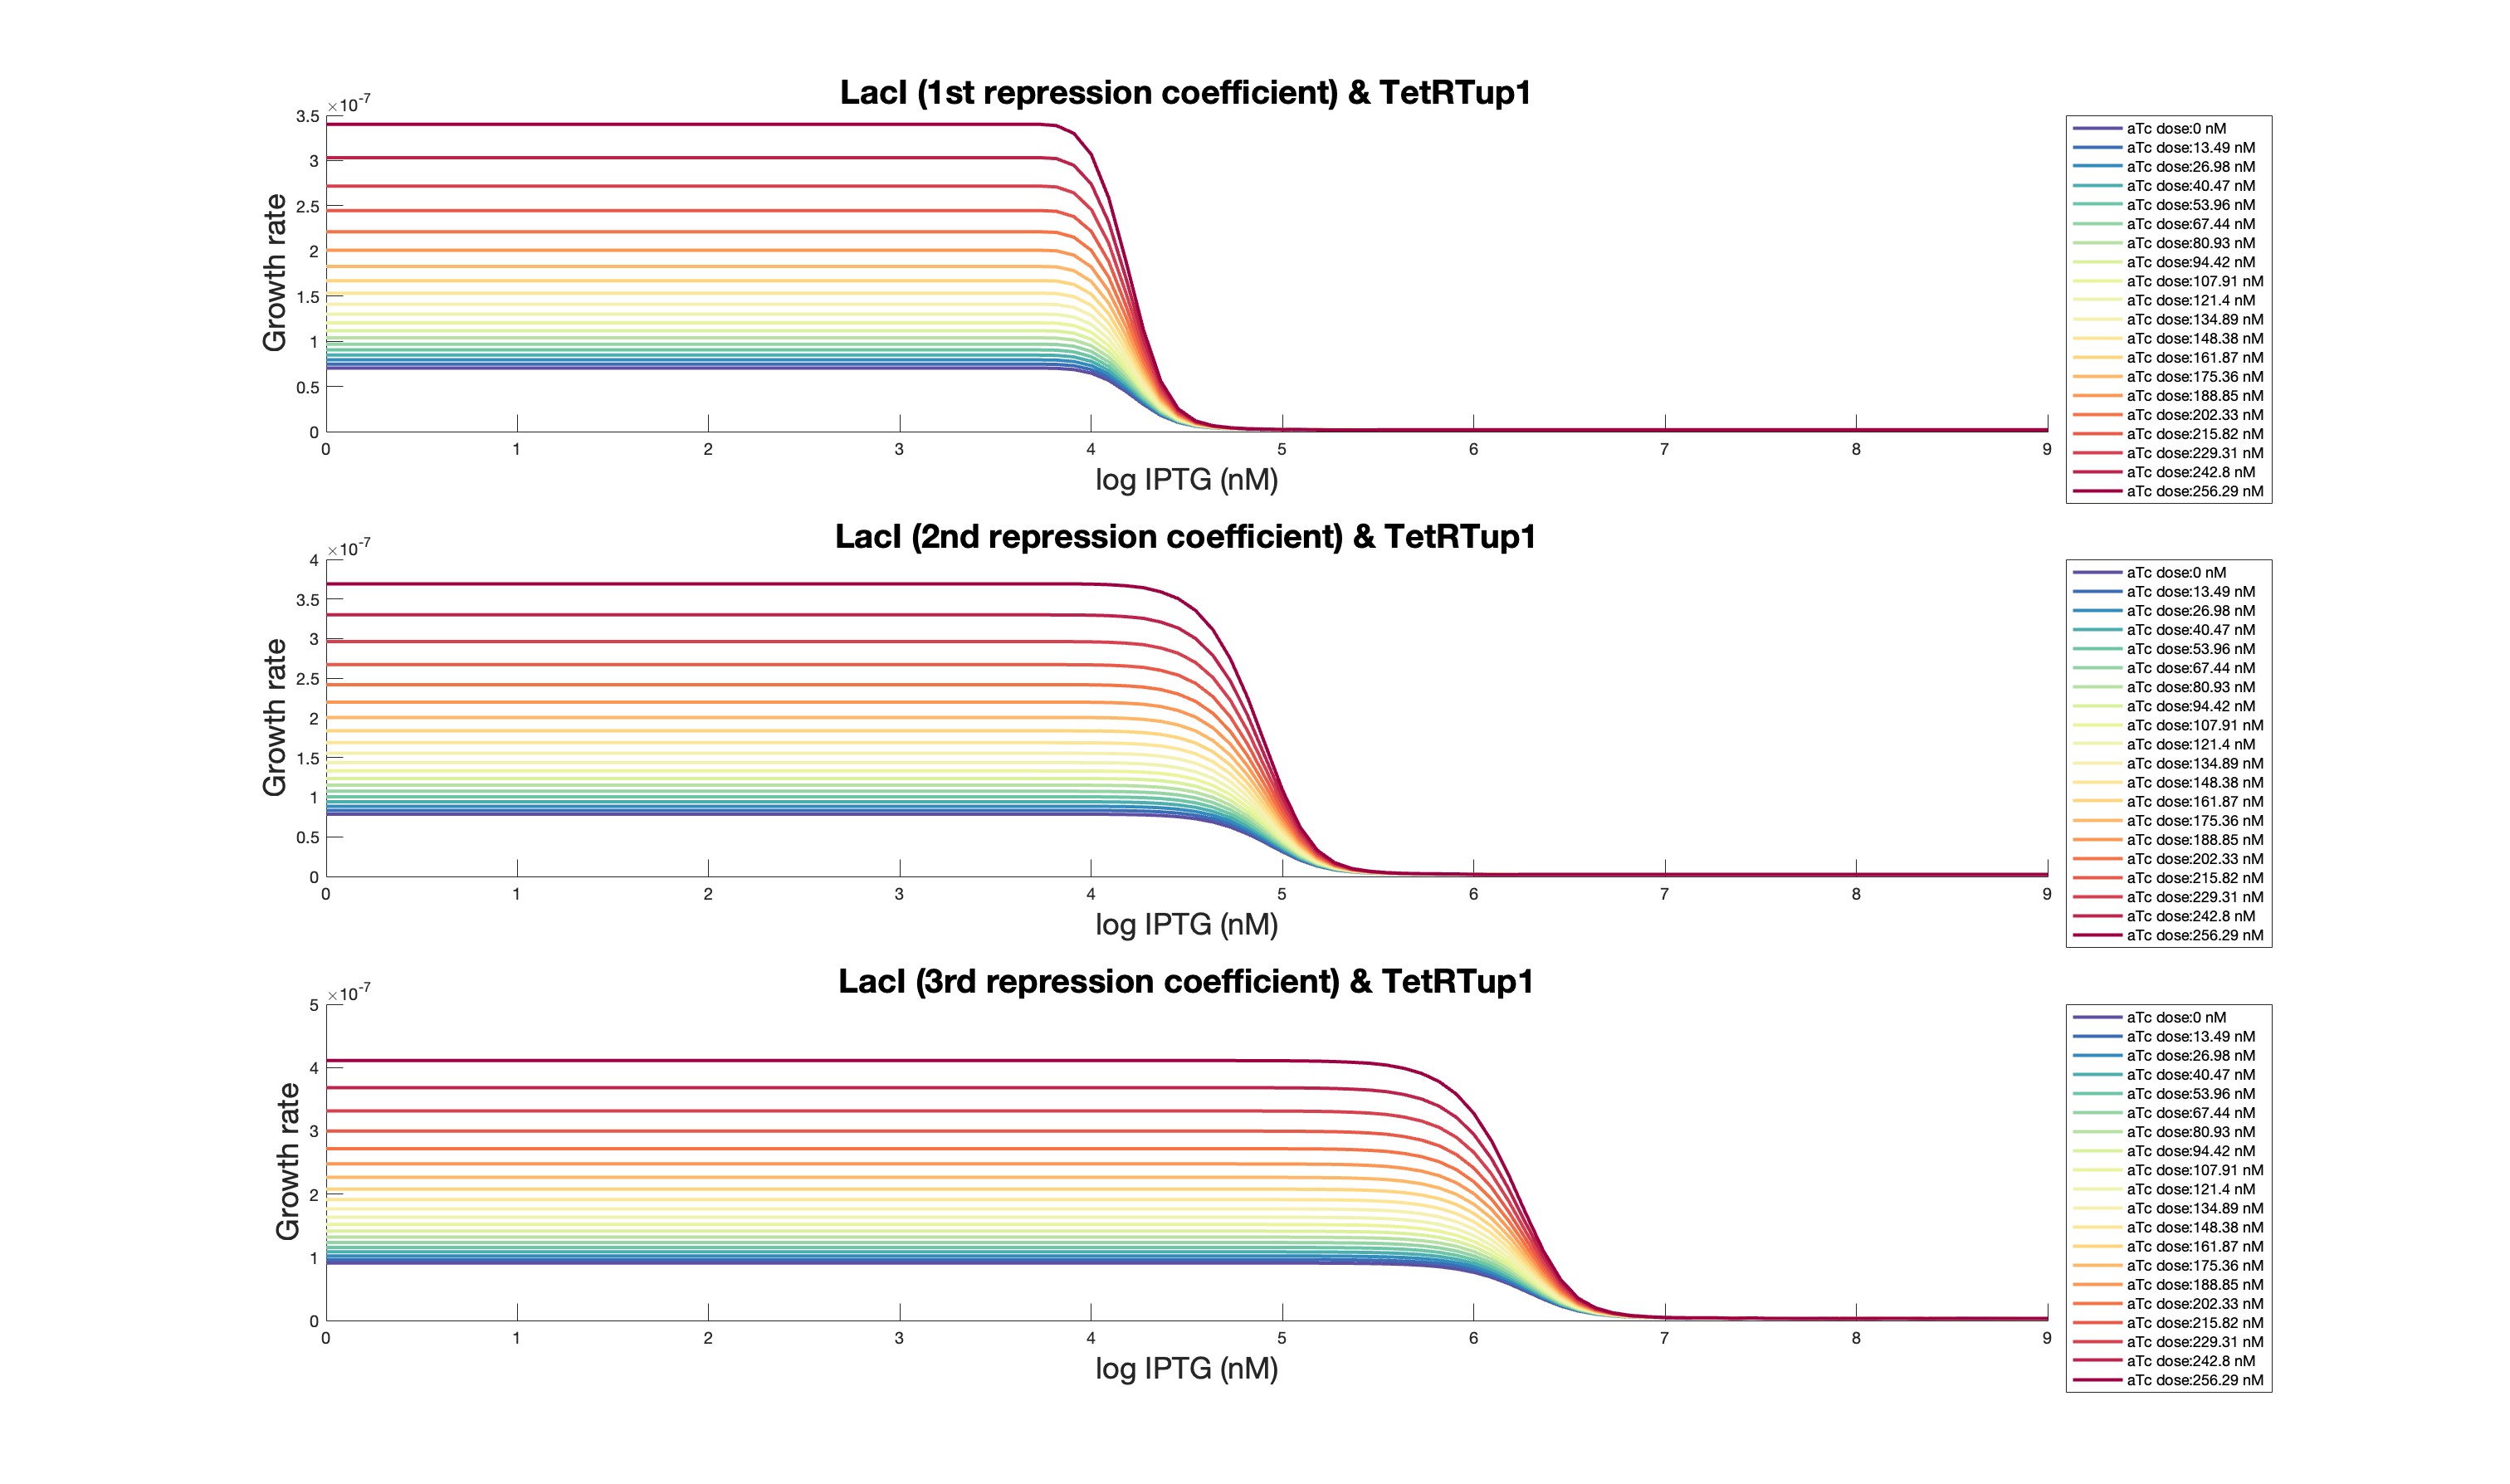 LacI (1st repression coefficient) & TetRTup1
×10⁻⁷
3.5
3
2.5
2
1.5
1
0.5
0
Growth rate
0 1 2 3 4 5 6 7 8 9
log IPTG (nM)
aTc dose:0 nM
aTc dose:13.49 nM
aTc dose:26.98 nM
aTc dose:40.47 nM
aTc dose:53.96 nM
aTc dose:67.44 nM
aTc dose:80.93 nM
aTc dose:94.42 nM
aTc dose:107.91 nM
aTc dose:121.4 nM
aTc dose:134.89 nM
aTc dose:148.38 nM
aTc dose:161.87 nM
aTc dose:175.36 nM
aTc dose:188.85 nM
aTc dose:202.33 nM
aTc dose:215.82 nM
aTc dose:229.31 nM
aTc dose:242.8 nM
aTc dose:256.29 nM
LacI (2nd repression coefficient) & TetRTup1
×10⁻⁷
4
3.5
3
2.5
2
1.5
1
0.5
0
Growth rate
0 1 2 3 4 5 6 7 8 9
log IPTG (nM)
aTc dose:0 nM
aTc dose:13.49 nM
aTc dose:26.98 nM
aTc dose:40.47 nM
aTc dose:53.96 nM
aTc dose:67.44 nM
aTc dose:80.93 nM
aTc dose:94.42 nM
aTc dose:107.91 nM
aTc dose:121.4 nM
aTc dose:134.89 nM
aTc dose:148.38 nM
aTc dose:161.87 nM
aTc dose:175.36 nM
aTc dose:188.85 nM
aTc dose:202.33 nM
aTc dose:215.82 nM
aTc dose:229.31 nM
aTc dose:242.8 nM
aTc dose:256.29 nM
LacI (3rd repression coefficient) & TetRTup1
×10⁻⁷
5
4
3
2
1
0
Growth rate
0 1 2 3 4 5 6 7 8 9
log IPTG (nM)
aTc dose:0 nM
aTc dose:13.49 nM
aTc dose:26.98 nM
aTc dose:40.47 nM
aTc dose:53.96 nM
aTc dose:67.44 nM
aTc dose:80.93 nM
aTc dose:94.42 nM
aTc dose:107.91 nM
aTc dose:121.4 nM
aTc dose:134.89 nM
aTc dose:148.38 nM
aTc dose:161.87 nM
aTc dose:175.36 nM
aTc dose:188.85 nM
aTc dose:202.33 nM
aTc dose:215.82 nM
aTc dose:229.31 nM
aTc dose:242.8 nM
aTc dose:256.29 nM